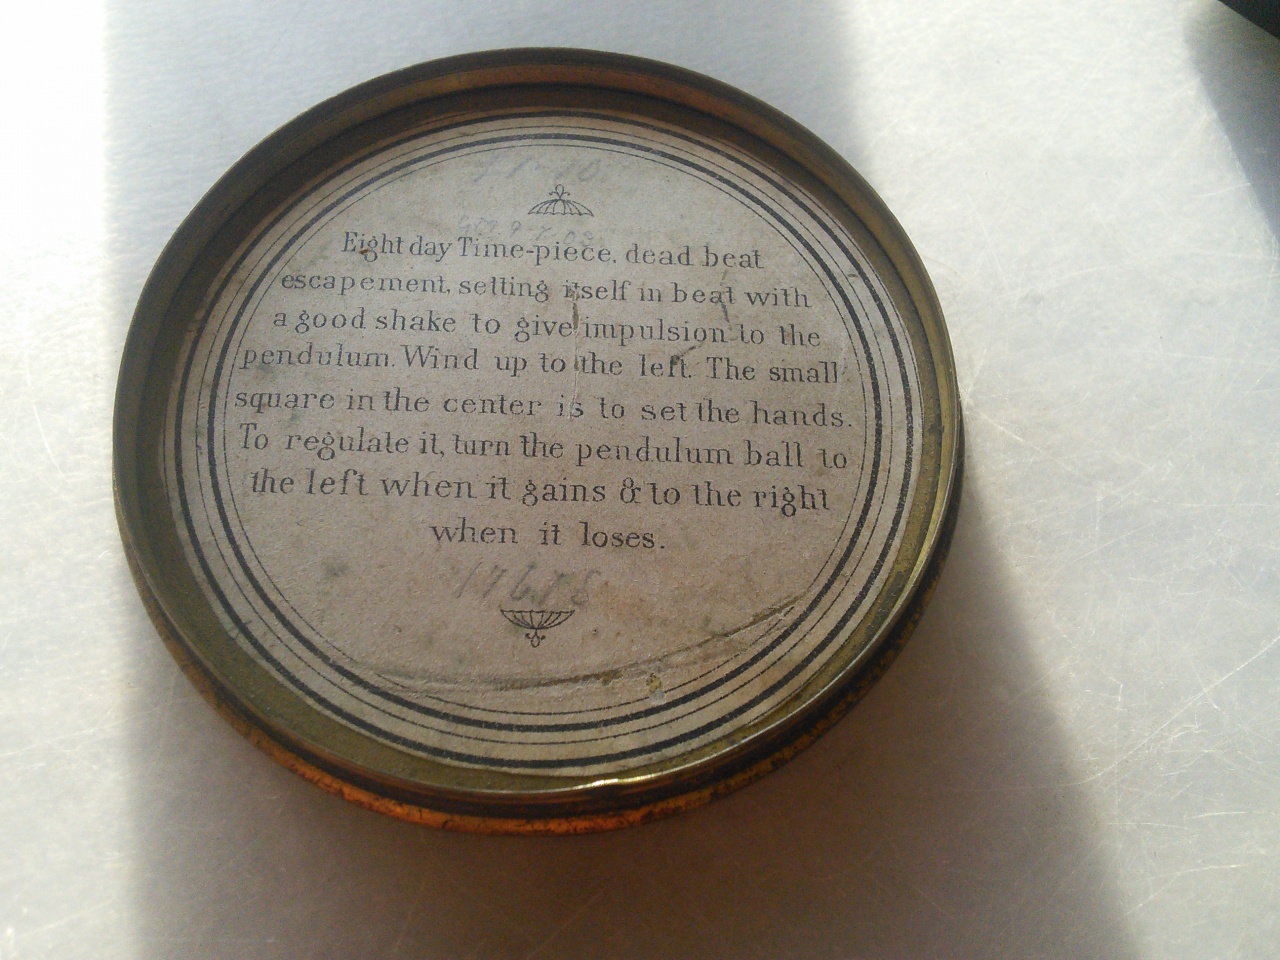 Eight day Time-piece, dead beat
escapement, setting itself in beat with
a good shake to give impulsion to the
pendulum. Wind up to the left. The small
square in the center is to set the hands.
To regulate it, turn the pendulum ball to
the left when it gains & to the right
when it loses.